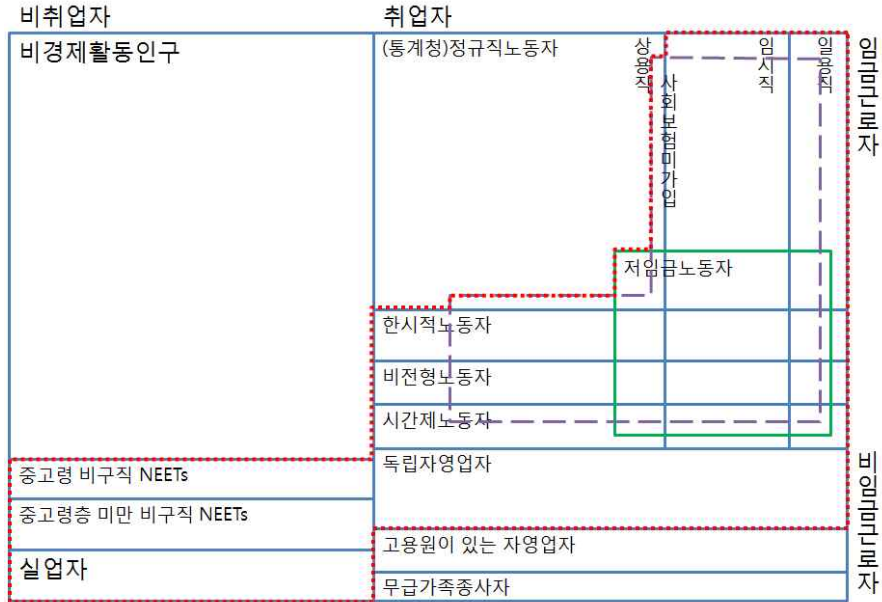 비취업자
취업자
비경제활동인구
(통계청)정규직노동자
상용직
임시직
일용직
임금근로자
사회보험미가입
저임금노동자
한시적노동자
비전형노동자
시간제노동자
중고령 비구직 NEETs
독립자영업자
비임금근로자
중고령층 미만 비구직 NEETs
고용원이 있는 자영업자
실업자
무급가족종사자